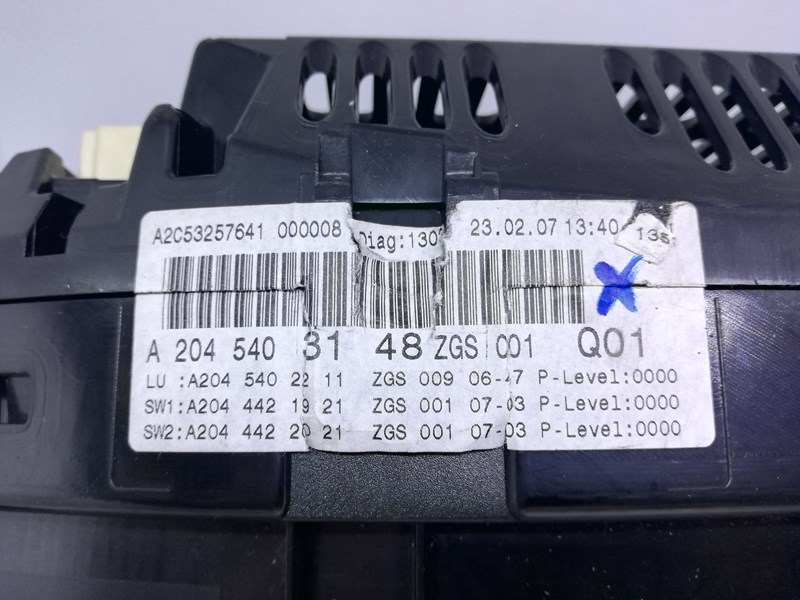 A2C53257641 000008 Diag:130 23.02.07 13:40
135
A 204 540 31 48 ZGS 001 Q01
LU :A204 540 22 11 ZGS 009 06-47 P-Level:0000
SW1:A204 442 19 21 ZGS 001 07-03 P-Level:0000
SW2:A204 442 20 21 ZGS 001 07-03 P-Level:0000